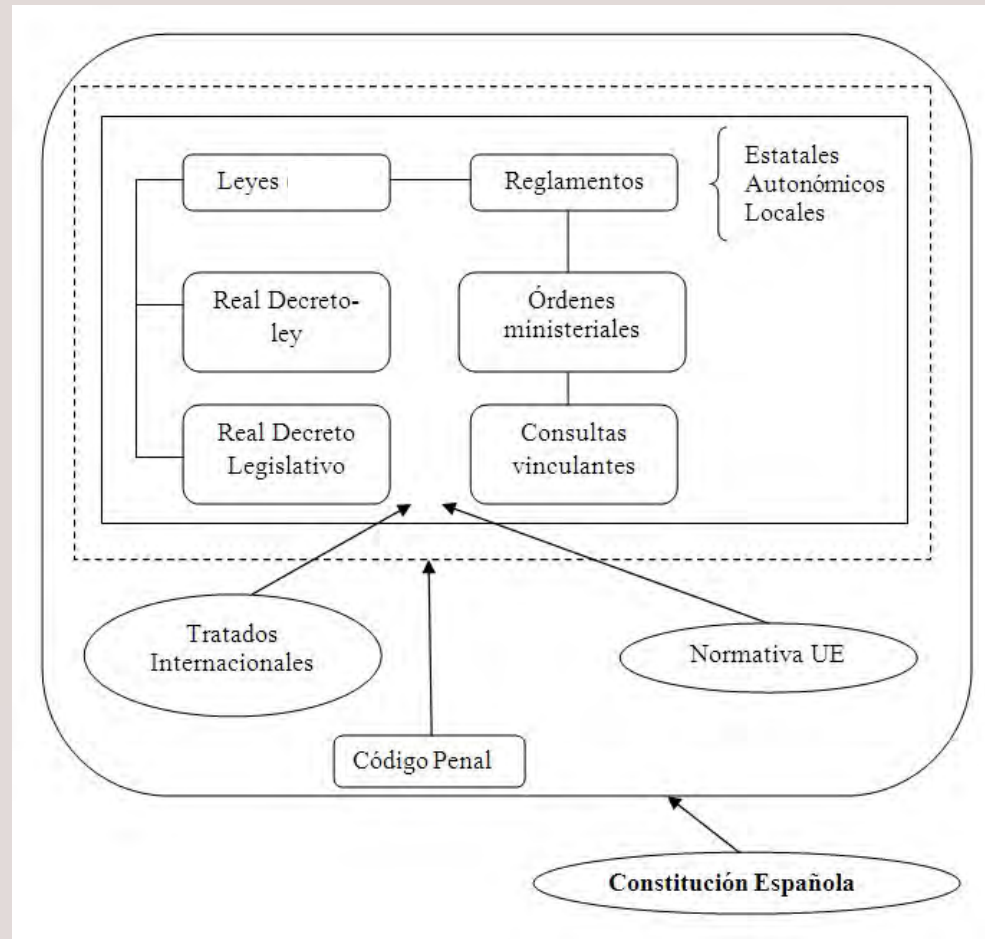 Leyes
Reglamentos
Estatales
Autonómicos
Locales
Real Decreto-
ley
Órdenes
ministeriales
Real Decreto
Legislativo
Consultas
vinculantes
Tratados
Internacionales
Normativa UE
Código Penal
Constitución Española